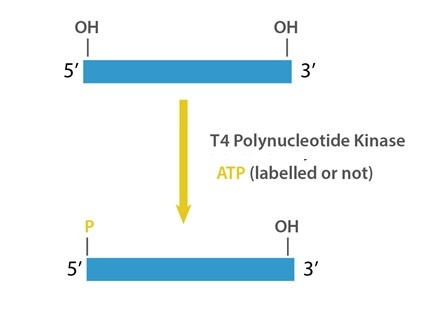 OH OH
5’ 3’
T4 Polynucleotide Kinase
ATP (labelled or not)
P OH
5’ 3’